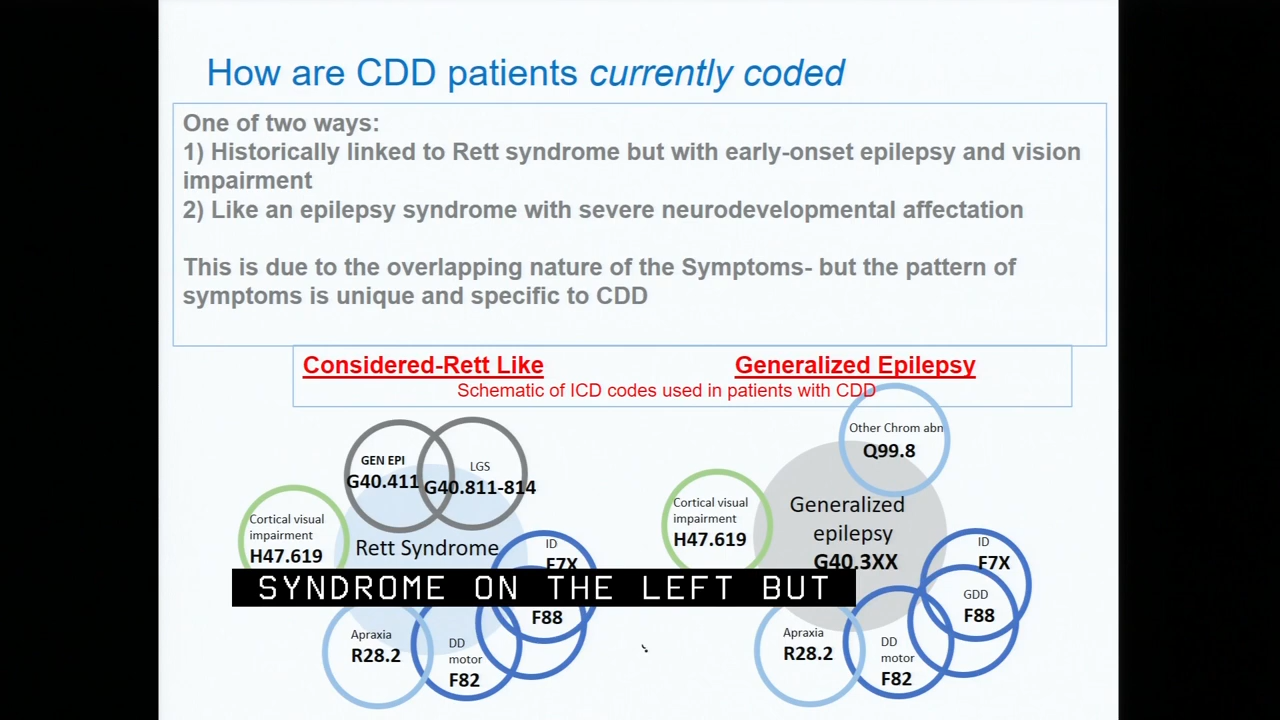 How are CDD patients currently coded
One of two ways:
1) Historically linked to Rett syndrome but with early-onset epilepsy and vision
impairment
2) Like an epilepsy syndrome with severe neurodevelopmental affectation
This is due to the overlapping nature of the Symptoms- but the pattern of
symptoms is unique and specific to CDD
Considered-Rett Like
Generalized Epilepsy
Schematic of ICD codes used in patients with CDD
GEN EPI
G40.411
LGS
G40.811-814
Cortical visual
impairment
H47.619
Rett Syndrome
ID
F7X
F88
Apraxia
R28.2
DD
motor
F82
Other Chrom abn
Q99.8
Cortical visual
impairment
H47.619
Generalized
epilepsy
G40.3XX
ID
F7X
GDD
F88
Apraxia
R28.2
DD
motor
F82
SYNDROME ON THE LEFT BUT